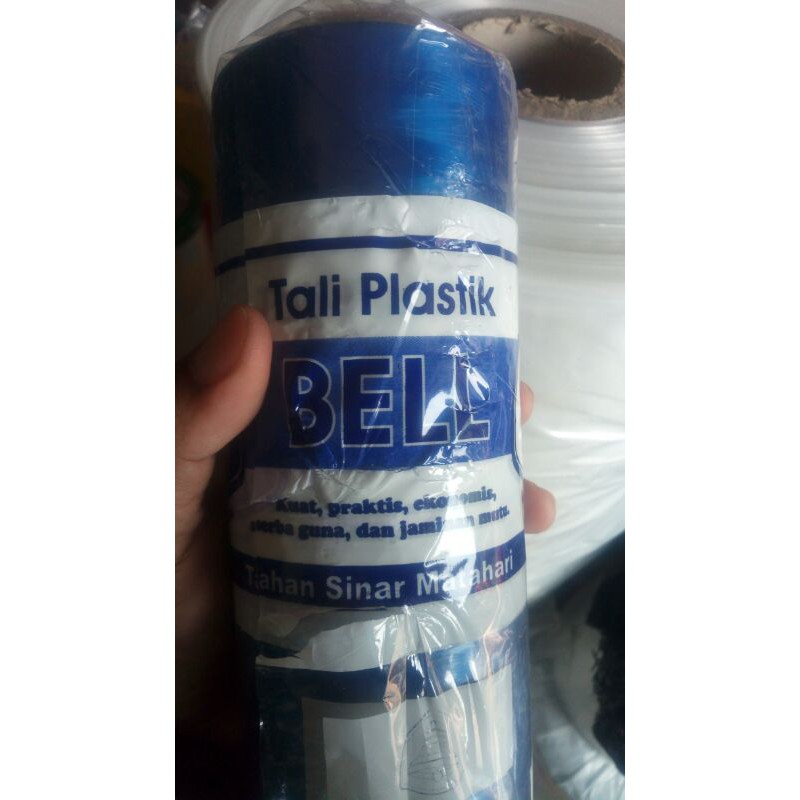 Tali Plastik
BELL
Kuat, praktis, ekonomis,
serba guna, dan jaminan mutu.
Tahan Sinar Matahari